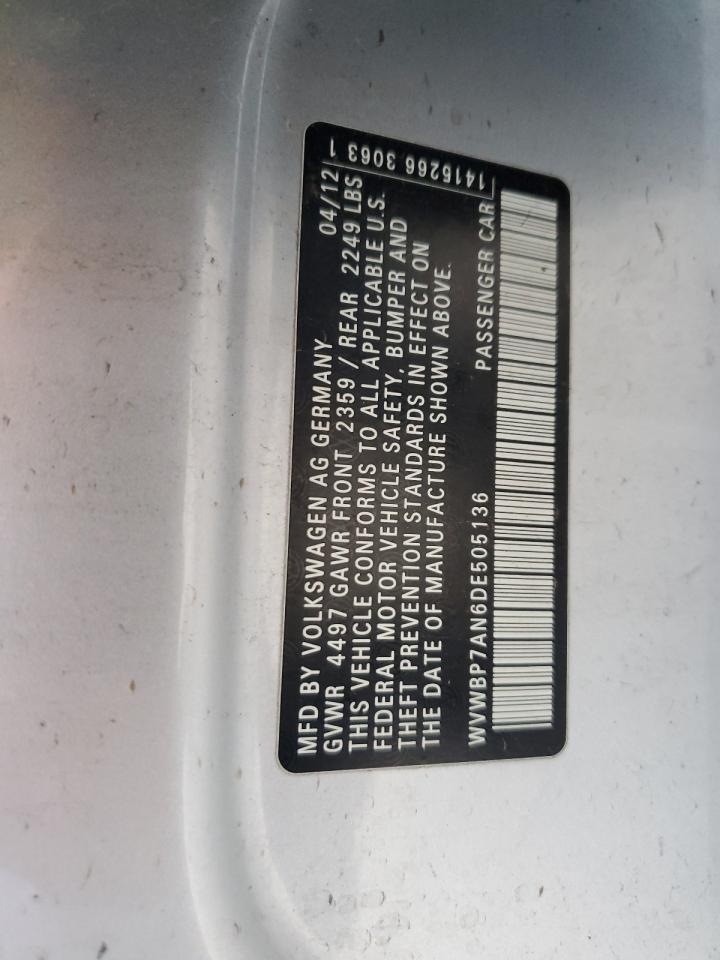 MFD BY VOLKSWAGEN AG GERMANY 04/12
GVWR 4497 GAWR FRONT 2359 / REAR 2249 LBS
THIS VEHICLE CONFORMS TO ALL APPLICABLE U.S.
FEDERAL MOTOR VEHICLE SAFETY, BUMPER AND
THEFT PREVENTION STANDARDS IN EFFECT ON
THE DATE OF MANUFACTURE SHOWN ABOVE.
WVWBP7AN6DE505136 PASSENGER CAR
1415266 3063 1